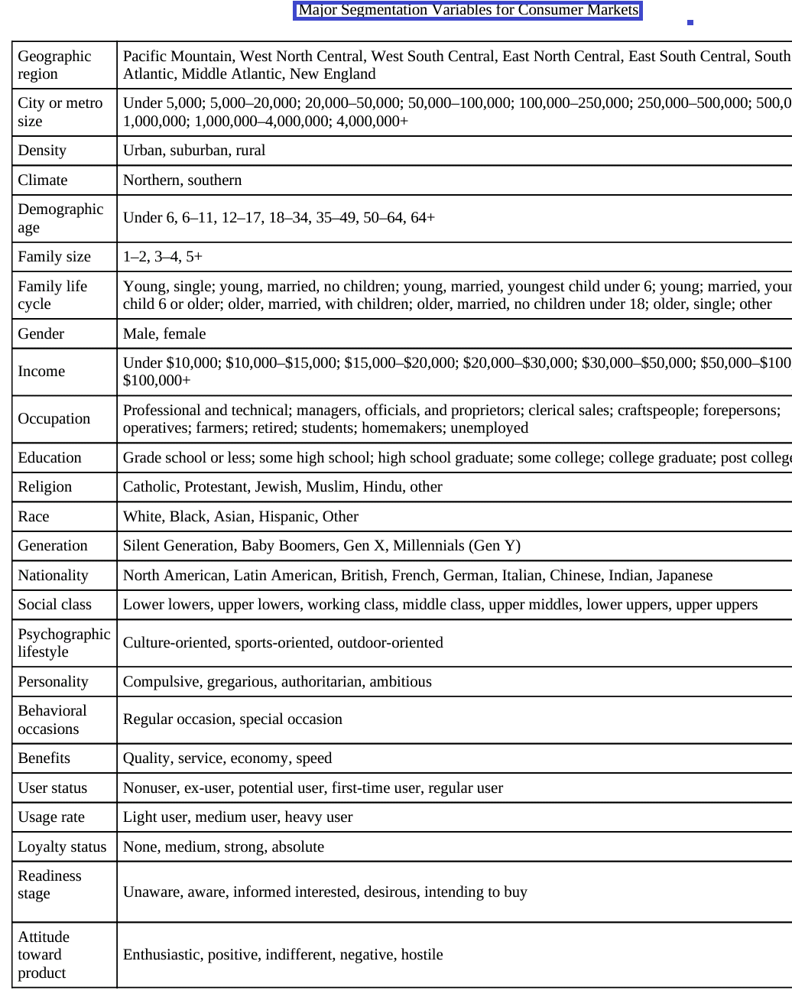 Major Segmentation Variables for Consumer Markets
Geographic
region
Pacific Mountain, West North Central, West South Central, East North Central, East South Central, South
Atlantic, Middle Atlantic, New England
City or metro
size
Under 5,000; 5,000–20,000; 20,000–50,000; 50,000–100,000; 100,000–250,000; 250,000–500,000;
1,000,000; 1,000,000–4,000,000; 4,000,000+
Density
Urban, suburban, rural
Climate
Northern, southern
Demographic
age
Under 6, 6–11, 12–17, 18–34, 35–49, 50–64, 64+
Family size
1–2, 3–4, 5+
Family life
cycle
Young, single; young, married, no children; young, married, youngest child under 6; young; married,
child 6 or older; older, married, with children; older, married, no children under 18; older, single; other
Gender
Male, female
Income
Under $10,000; $10,000–$15,000; $15,000–$20,000; $20,000–$30,000; $30,000–$50,000;
$100,000+
Occupation
Professional and technical; managers, officials, and proprietors; clerical sales; craftspeople; forepersons;
operatives; farmers; retired; students; homemakers; unemployed
Education
Grade school or less; some high school; high school graduate; some college; college graduate; post
Religion
Catholic, Protestant, Jewish, Muslim, Hindu, other
Race
White, Black, Asian, Hispanic, Other
Generation
Silent Generation, Baby Boomers, Gen X, Millennials (Gen Y)
Nationality
North American, Latin American, British, French, German, Italian, Chinese, Indian, Japanese
Social class
Lower lowers, upper lowers, working class, middle class, upper middles, lower uppers, upper uppers
Psychographic
lifestyle
Culture-oriented, sports-oriented, outdoor-oriented
Personality
Compulsive, gregarious, authoritarian, ambitious
Behavioral
occasions
Regular occasion, special occasion
Benefits
Quality, service, economy, speed
User status
Nonuser, ex-user, potential user, first-time user, regular user
Usage rate
Light user, medium user, heavy user
Loyalty status
None, medium, strong, absolute
Readiness
stage
Unaware, aware, informed interested, desirous, intending to buy
Attitude
toward
product
Enthusiastic, positive, indifferent, negative, hostile